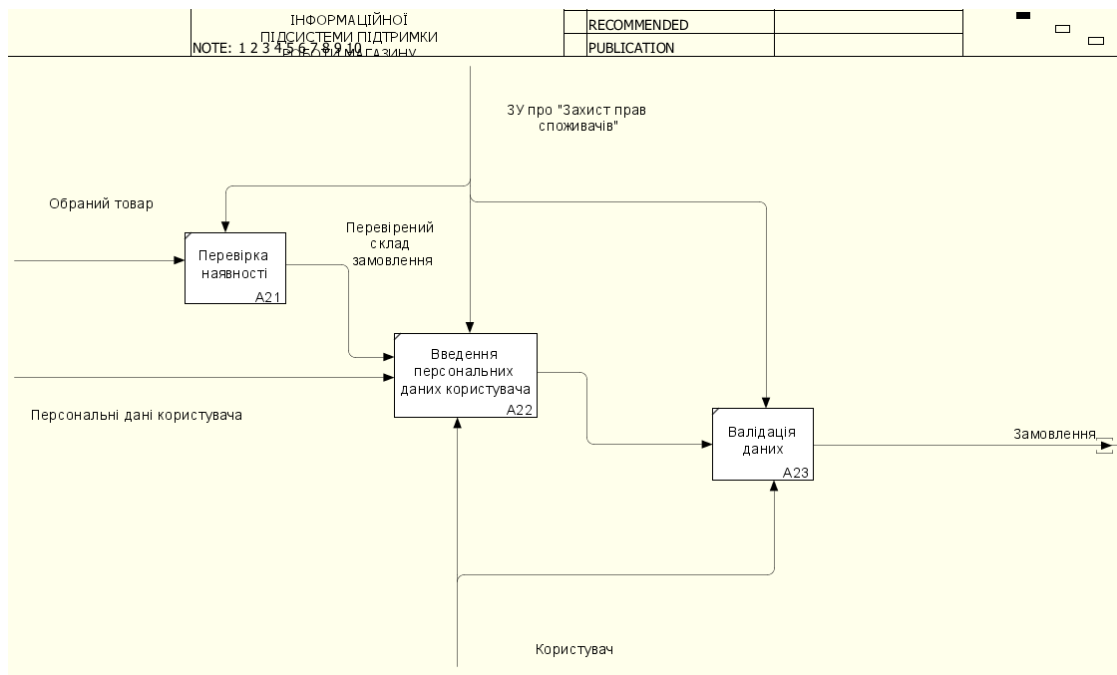 ІНФОРМАЦІЙНОЇ
ПІДСИСТЕМИ ПІДТРИМКИ
РОБОТИ МАГАЗИНУ
NOTE: 1 2 3 4 5 6 7 8 9 10
RECOMMENDED
PUBLICATION
ЗУ про "Захист прав
споживачів"
Обраний товар
Перевірка
наявності
A21
Перевірений
склад
замовлення
Введення
персональних
даних користувача
A22
Персональні дані користувача
Валідація
даних
A23
Замовлення
Користувач